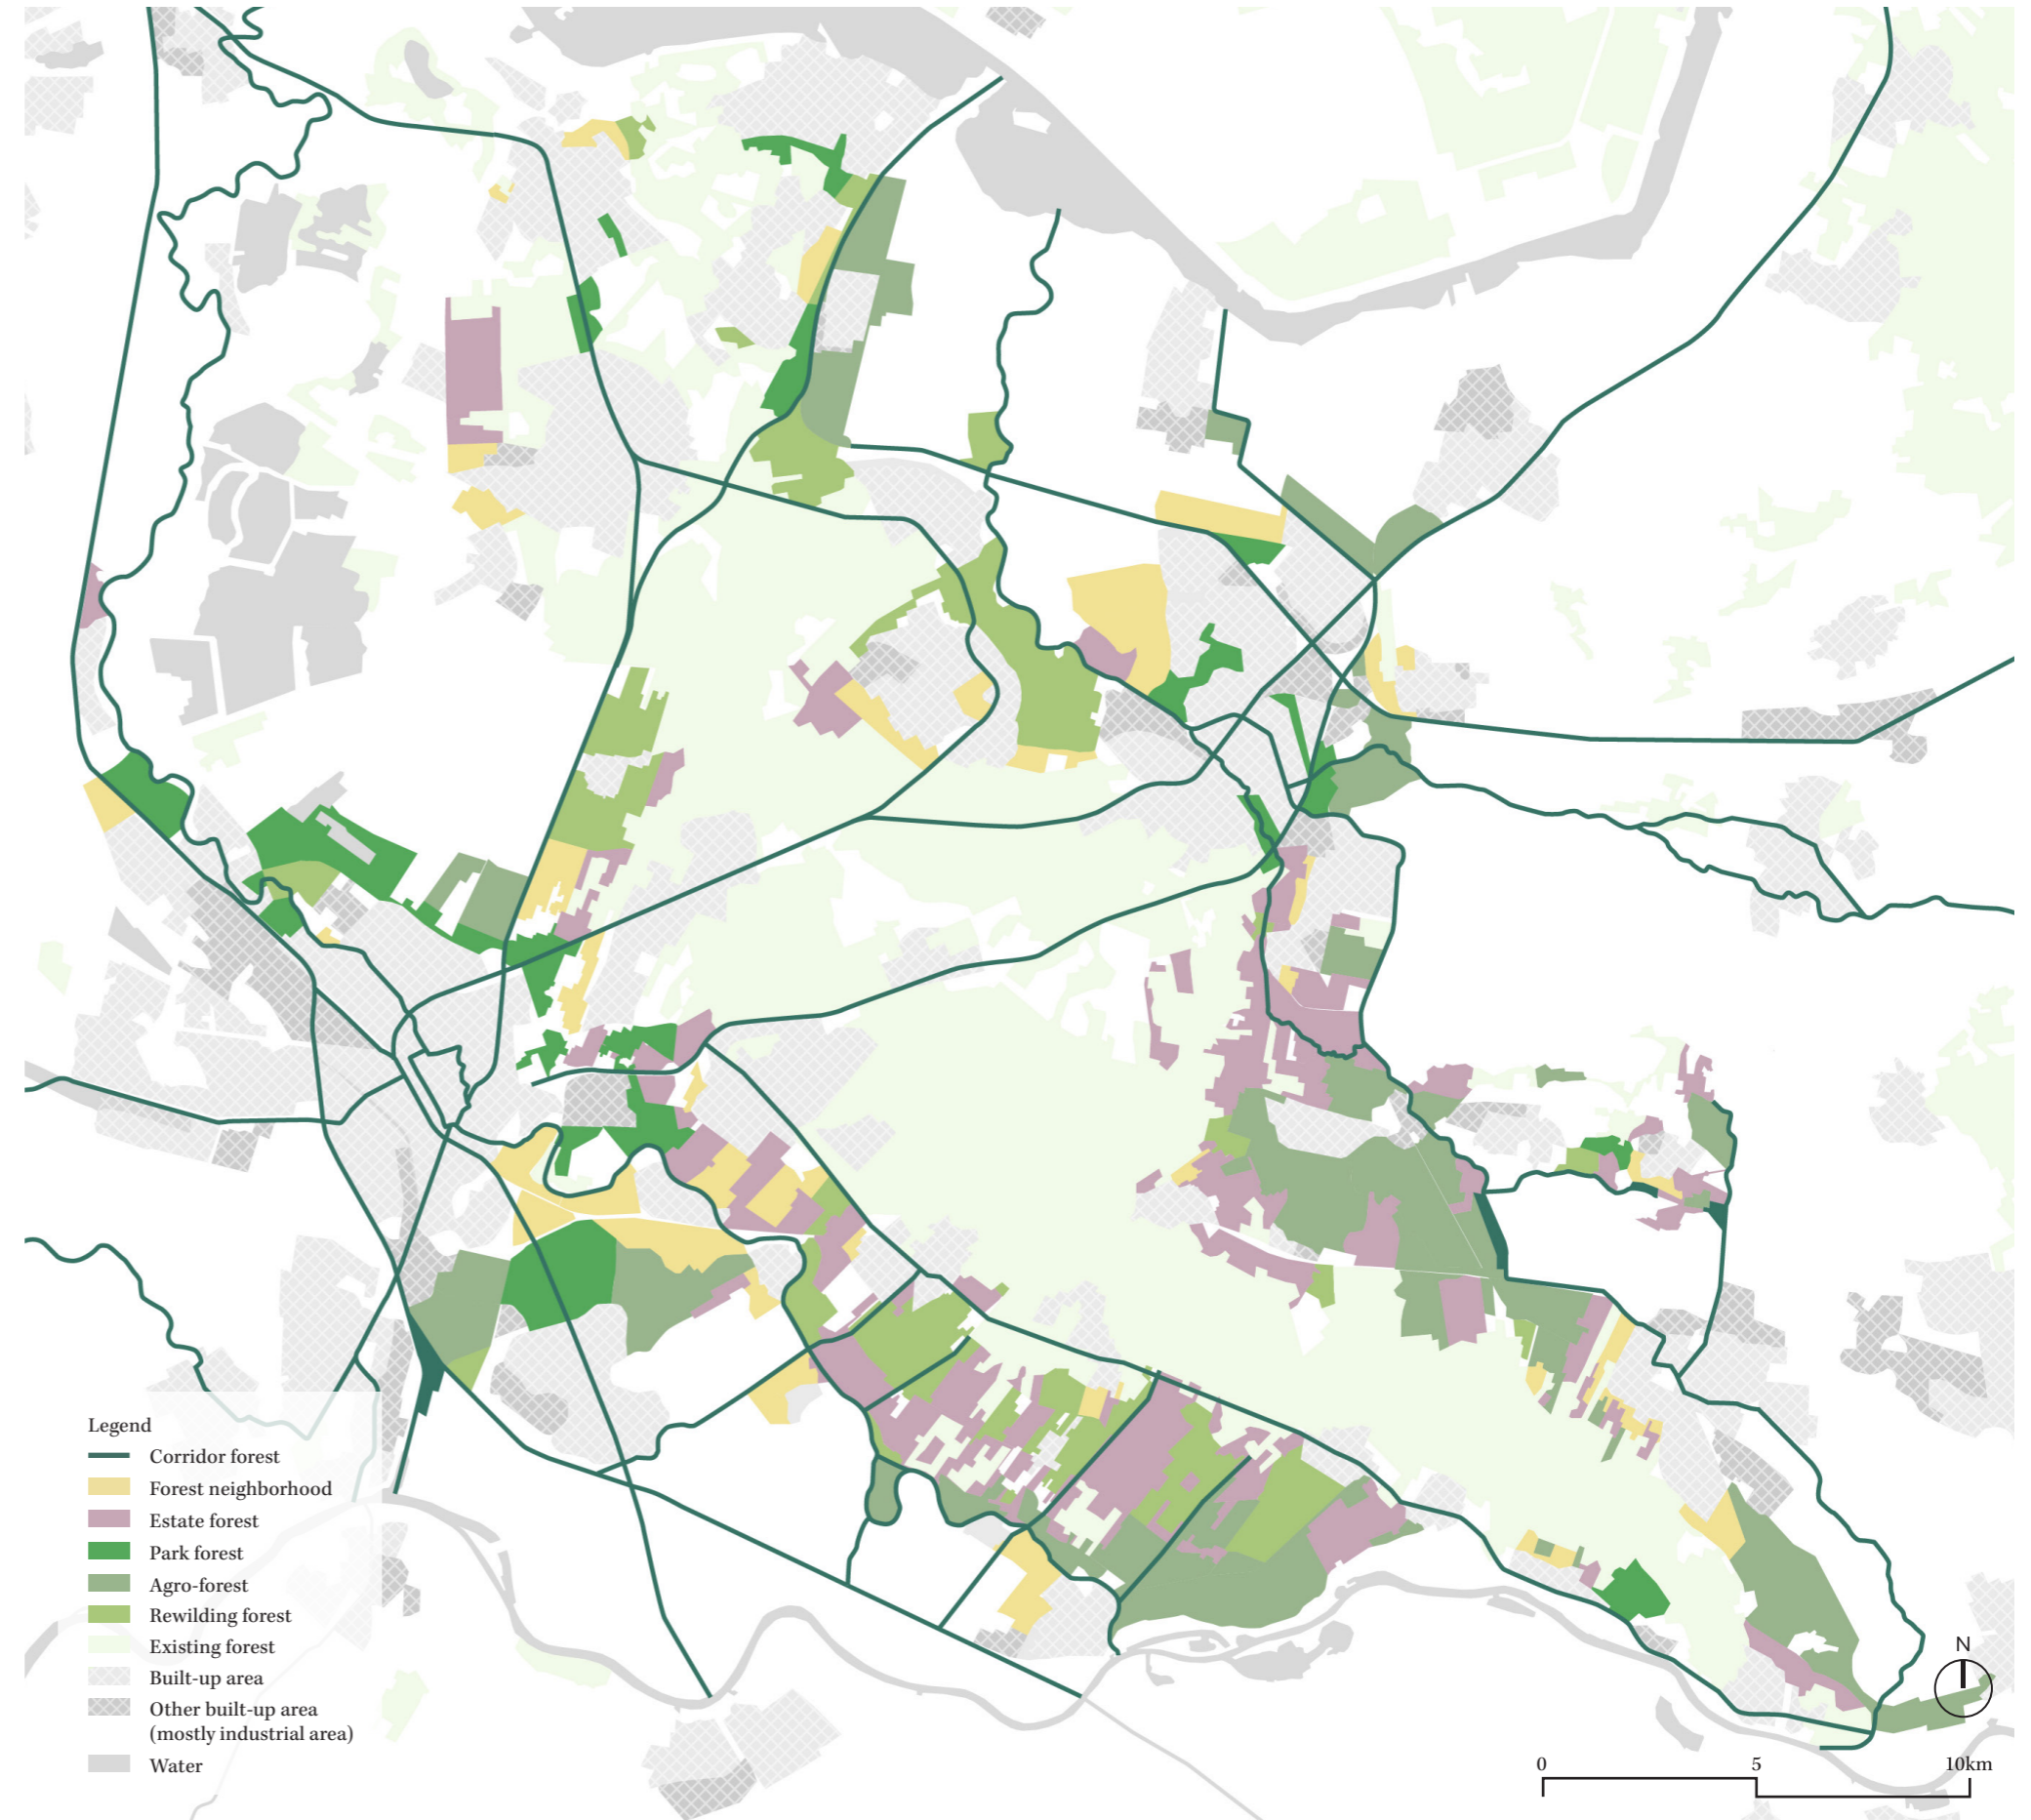 Legend
Corridor forest
Forest neighborhood
Estate forest
Park forest
Agro-forest
Rewilding forest
Existing forest
Built-up area
Other built-up area
(mostly industrial area)
Water
N
0 5 10km